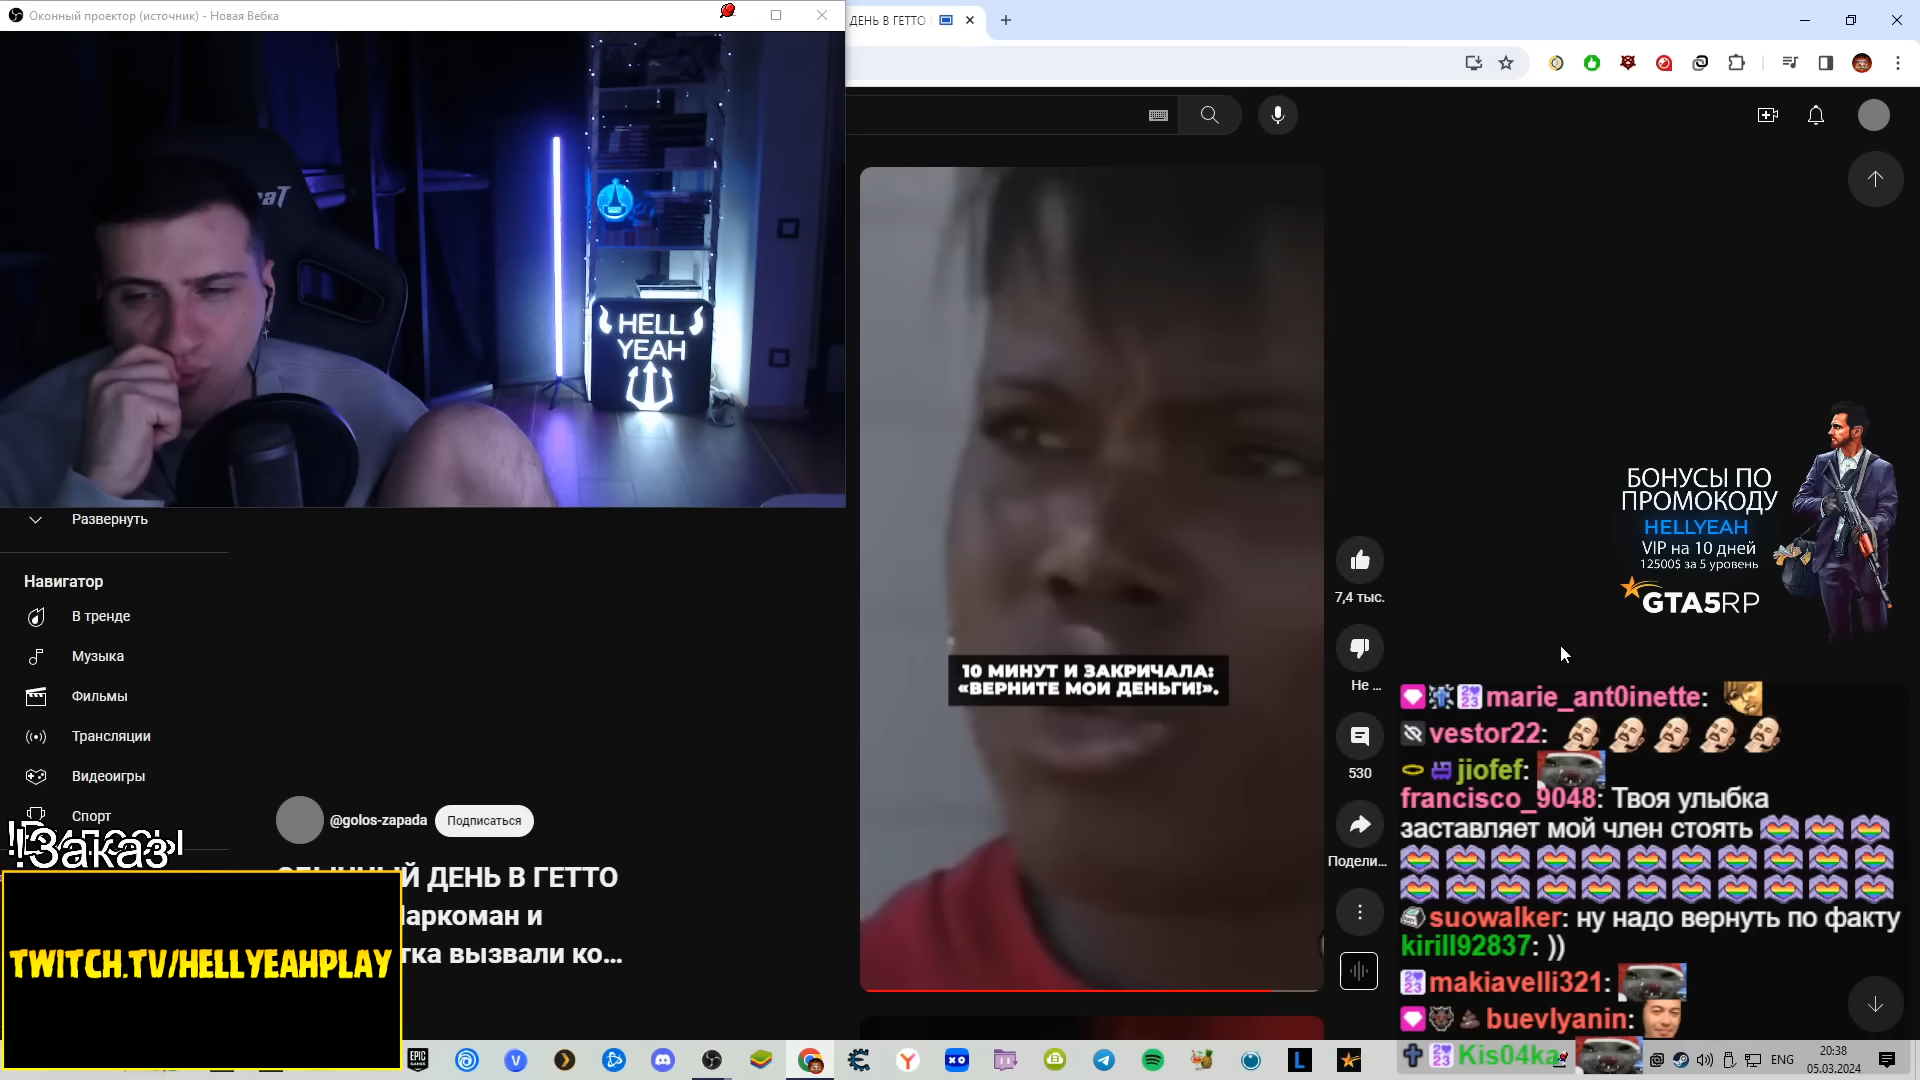 Оконный проектор (источник) - Новая Вебка
ДЕНЬ В ГЕТТО
HELL
YEAH
Развернуть
Навигатор
В тренде
Музыка
Фильмы
Трансляции
Видеоигры
Спорт
!Заказ
@golos-zapada
Подписаться
ДЕНЬ В ГЕТТО
аркоман и
тка вызвали ко...
TWITCH.TV/HELLYEAHPLAY
10 МИНУТ И ЗАКРИЧАЛА:
«ВЕРНИТЕ МОИ ДЕНЬГИ!».
7,4 тыс.
Не ...
530
Подели...
БОНУСЫ ПО
ПРОМОКОДУ
HELLYEAH
VIP на 10 дней
12500$ за 5 уровень
GTA5RP
marie_ant0inette:
vestor22:
jiofef:
francisco_9048: Твоя улыбка
заставляет мой член стоять
suowalker: ну надо вернуть по факту
kirill92837: ))
makiavelli321:
buevlyanin:
Kis04ka:
EPIC GAMES
ENG
20:38
05.03.2024